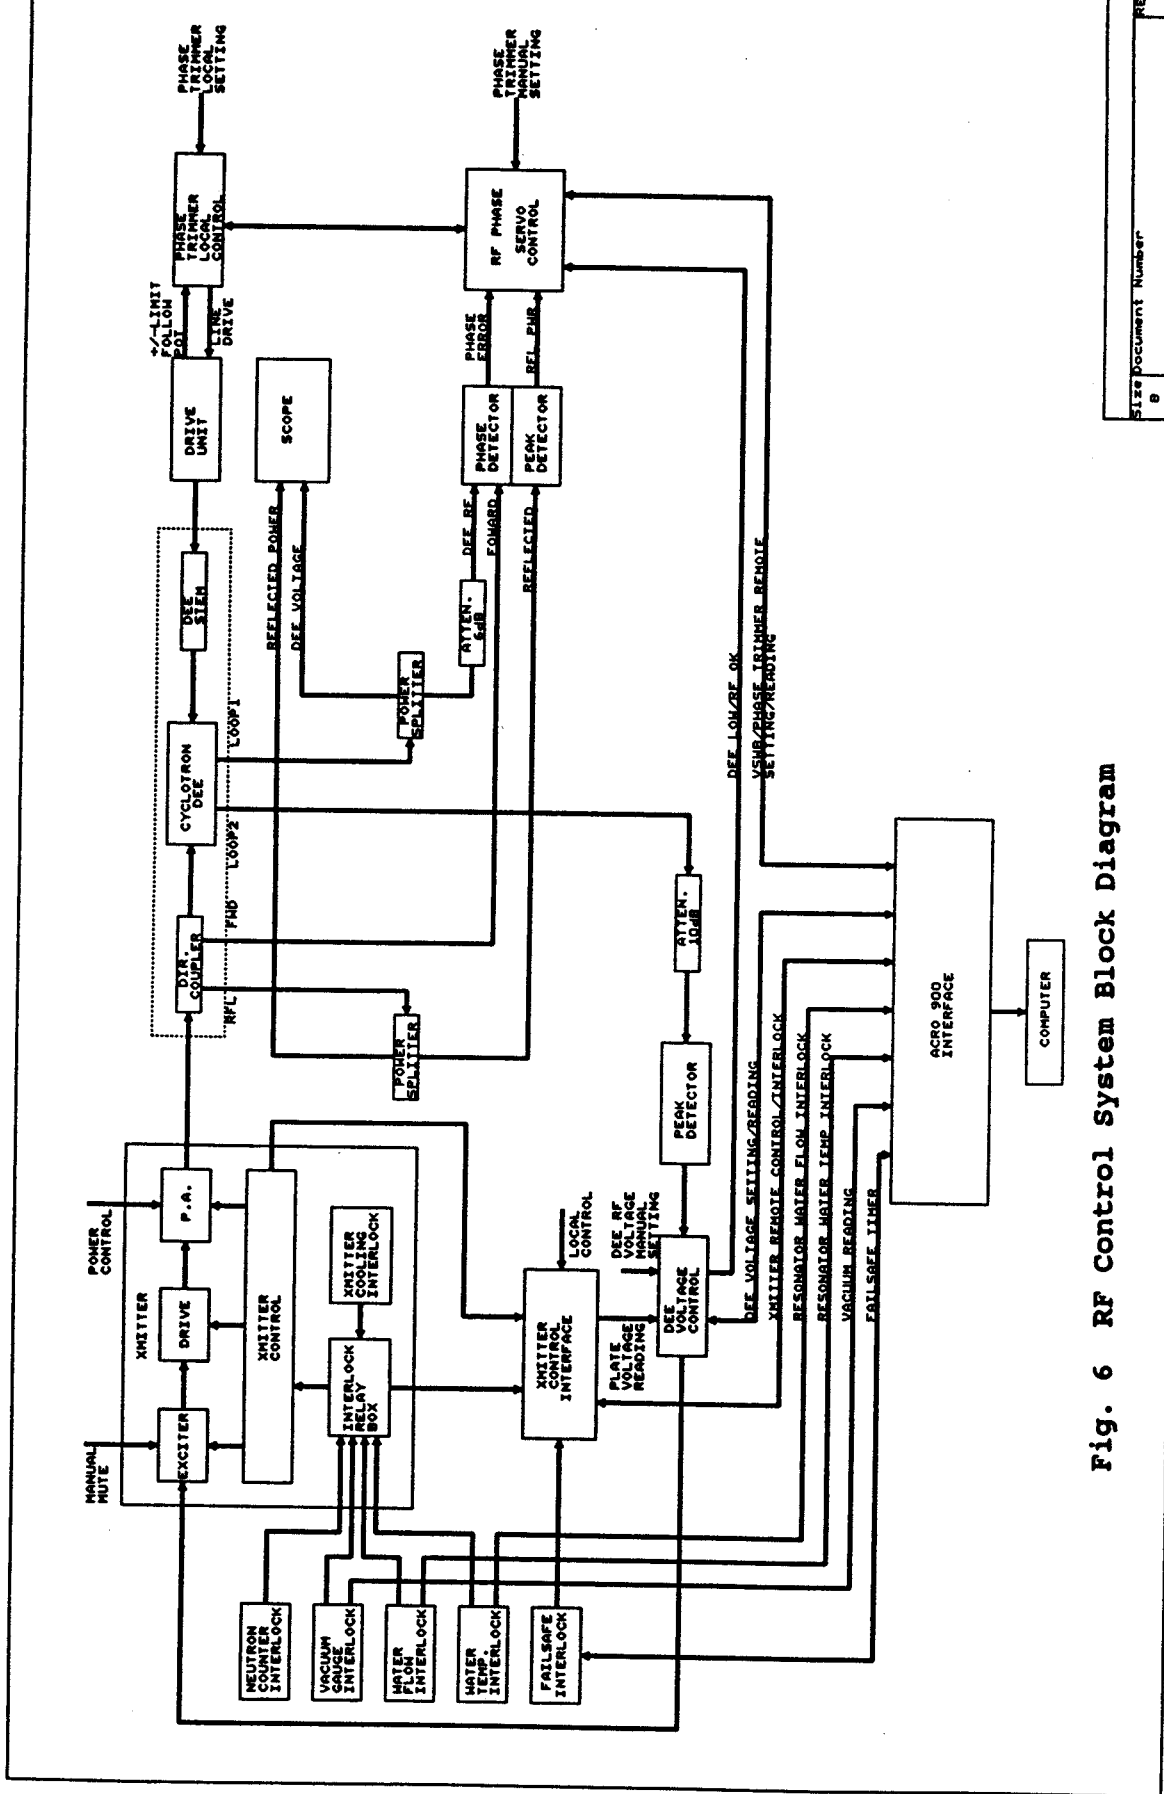 MANUAL
MUTE
XMITTER
POWER
CONTROL
EXCITER
DRIVE
P.A.
XMITTER
CONTROL
INTERLOCK
RELAY
BOX
XMITTER
COOLING
INTERLOCK
NEUTRON
COUNTER
INTERLOCK
VACUUM
GAUGE
INTERLOCK
WATER
FLOW
INTERLOCK
WATER
TEMP.
INTERLOCK
FAILSAFE
INTERLOCK
XMITTER
CONTROL
INTERFACE
LOCAL
CONTROL
PLATE
VOLTAGE
READING
DEE RF
VOLTAGE
MANUAL
SETTING
DEE
VOLTAGE
CONTROL
PEAK
DETECTOR
ATTEN.
10dB
DIR.
COUPLER
RFL
FWD
CYCLOTRON
DEE
LOOP2
LOOP1
DEE
STEM
DRIVE
UNIT
+/-LIMIT
FOLLOW
POT
LINE
DRIVE
PHASE
TRIMMER
LOCAL
CONTROL
PHASE
TRIMMER
LOCAL
SETTING
POWER
SPLITTER
POWER
SPLITTER
REFLECTED POWER
DEE VOLTAGE
SCOPE
ATTEN.
6dB
DEE RF
FOWARD
REFLECTED
PHASE
DETECTOR
PEAK
DETECTOR
PHASE
ERROR
RFL PWR
RF PHASE
SERVO
CONTROL
PHASE
TRIMMER
MANUAL
SETTING
DEE LOW/RF OK
VSWR/PHASE TRIMMER REMOTE
SETTING/READING
DEE VOLTAGE SETTING/READING
XMITTER REMOTE CONTROL/INTERLOCK
RESONATOR WATER FLOW INTERLOCK
RESONATOR WATER TEMP INTERLOCK
VACUUM READING
FAILSAFE TIMER
ACRO 900
INTERFACE
COMPUTER
Fig. 6 RF Control System Block Diagram
Size Document Number
B
RE